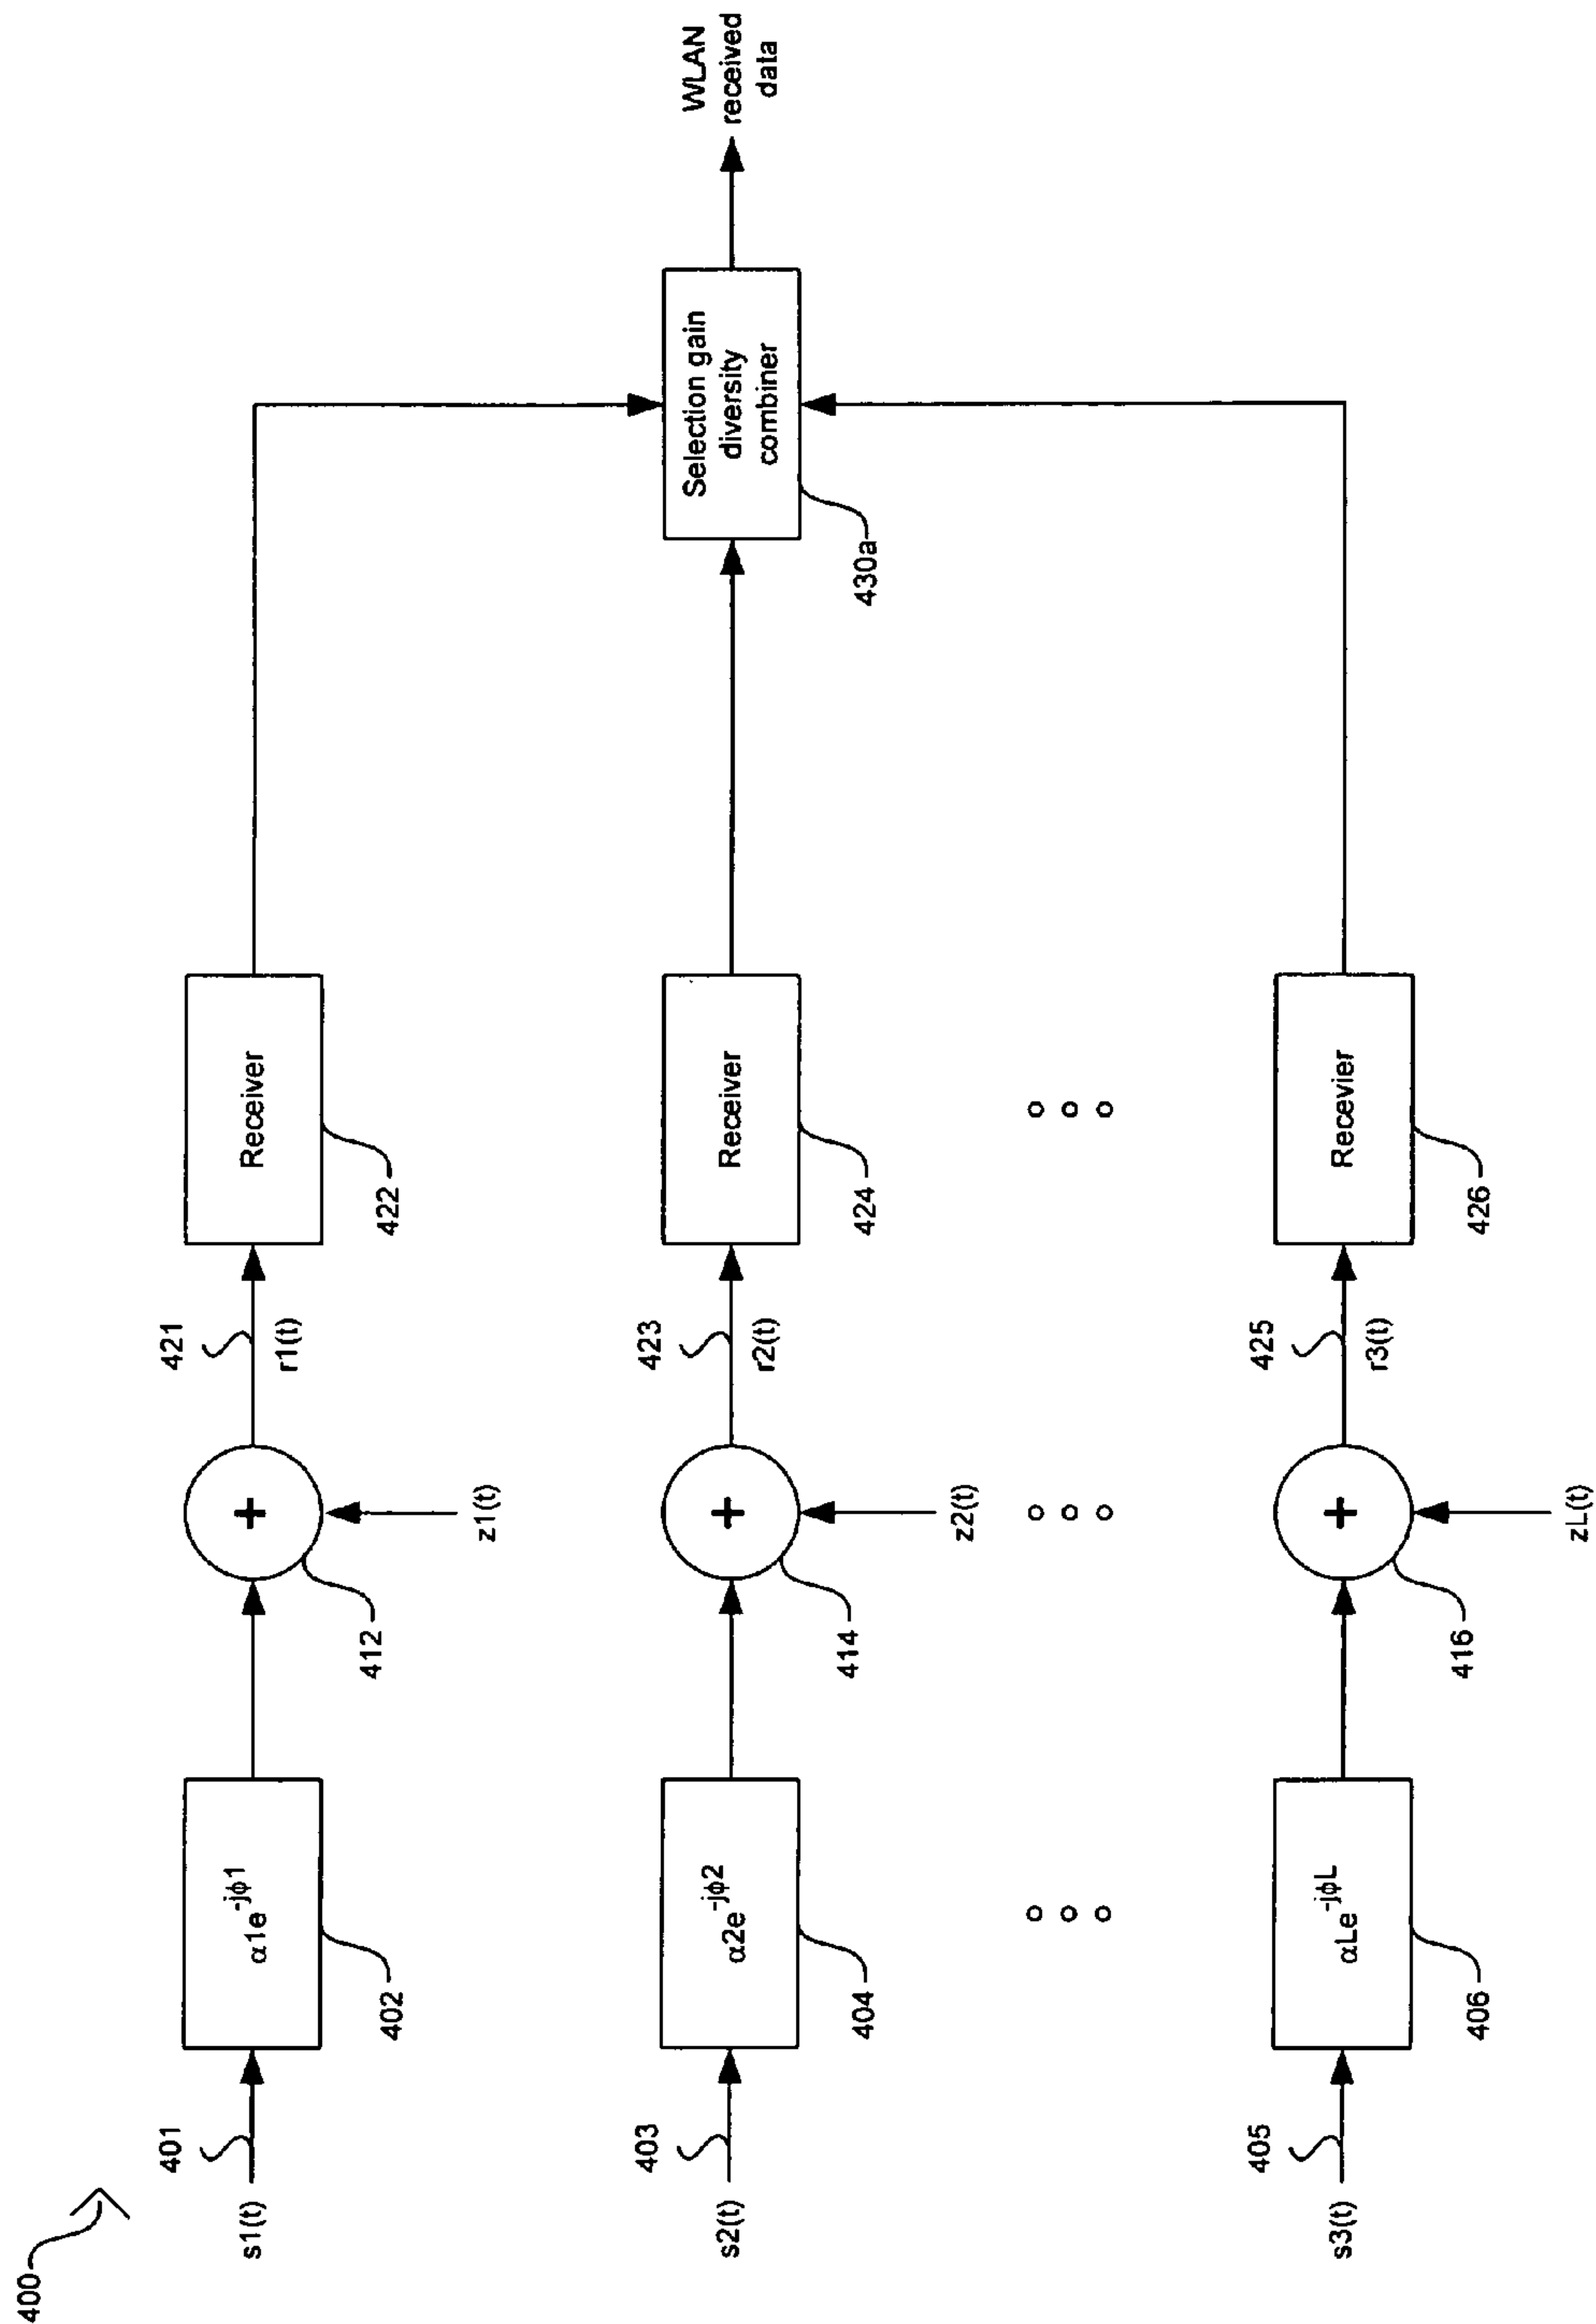 400
s1(t)
401
α1e^-jφ1
402
412
z1(t)
421
r1(t)
Receiver
422
s2(t)
403
α2e^-jφ2
404
414
z2(t)
423
r2(t)
Receiver
424
s3(t)
405
αLe^-jφL
406
416
zL(t)
425
r3(t)
Recevier
426
+
+
+
Selection gain
diversity
combiner
430a
WLAN
received
data